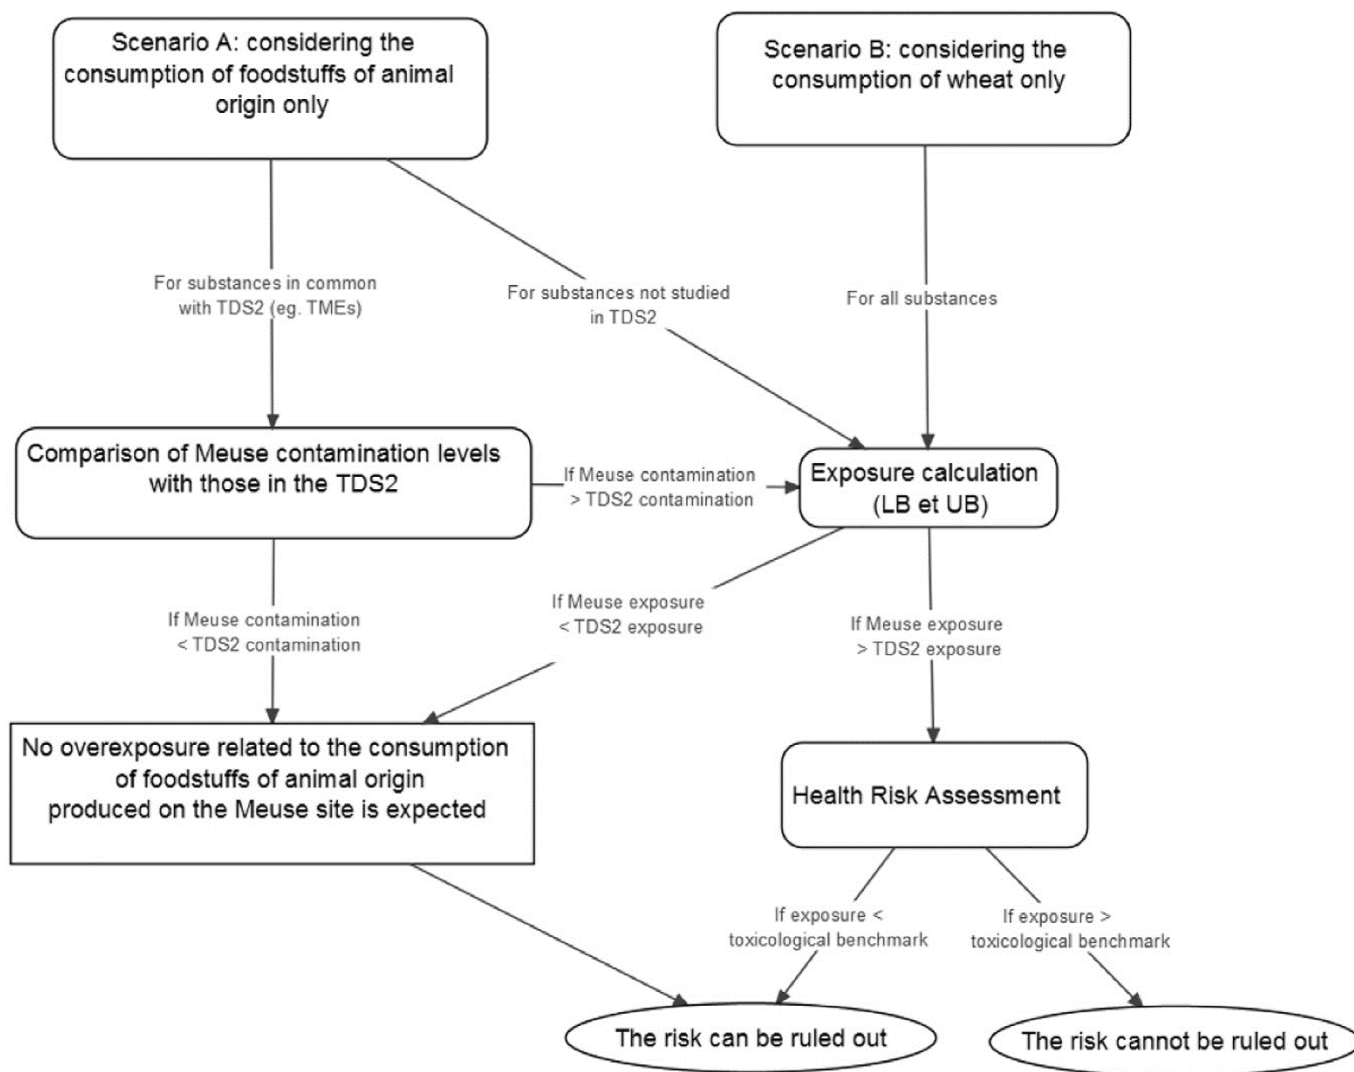 Scenario A: considering the
consumption of foodstuffs of animal
origin only
Scenario B: considering the
consumption of wheat only
For substances in common
with TDS2 (eg. TMEs)
For substances not studied
in TDS2
For all substances
Comparison of Meuse contamination levels
with those in the TDS2
If Meuse contamination
> TDS2 contamination
Exposure calculation
(LB et UB)
If Meuse contamination
< TDS2 contamination
If Meuse exposure
< TDS2 exposure
If Meuse exposure
> TDS2 exposure
No overexposure related to the consumption
of foodstuffs of animal origin
produced on the Meuse site is expected
Health Risk Assessment
If exposure <
toxicological benchmark
If exposure >
toxicological benchmark
The risk can be ruled out
The risk cannot be ruled out